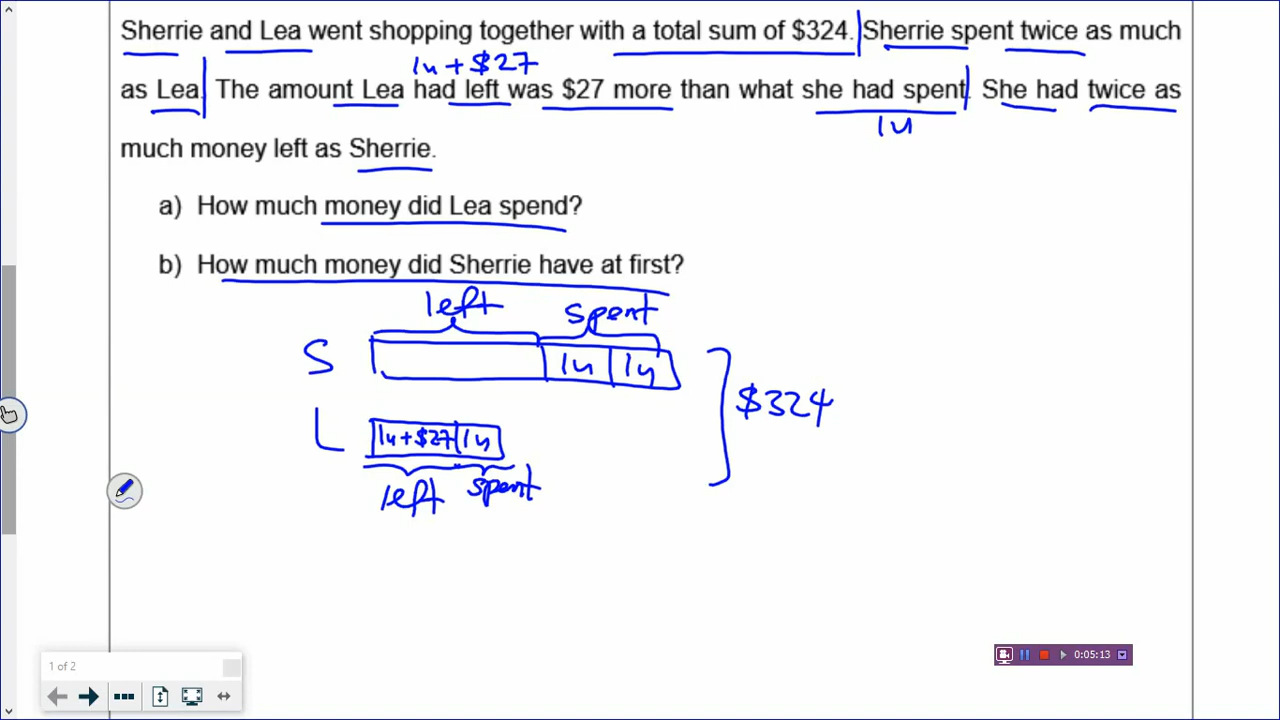 Sherrie and Lea went shopping together with a total sum of $324. Sherrie spent twice as much
1u + $27
as Lea. The amount Lea had left was $27 more than what she had spent. She had twice as
1u
much money left as Sherrie.
a) How much money did Lea spend?
b) How much money did Sherrie have at first?
left spent
S 1u 1u
$324
L 1u + $27 1u
left spent
1 of 2
0:05:13